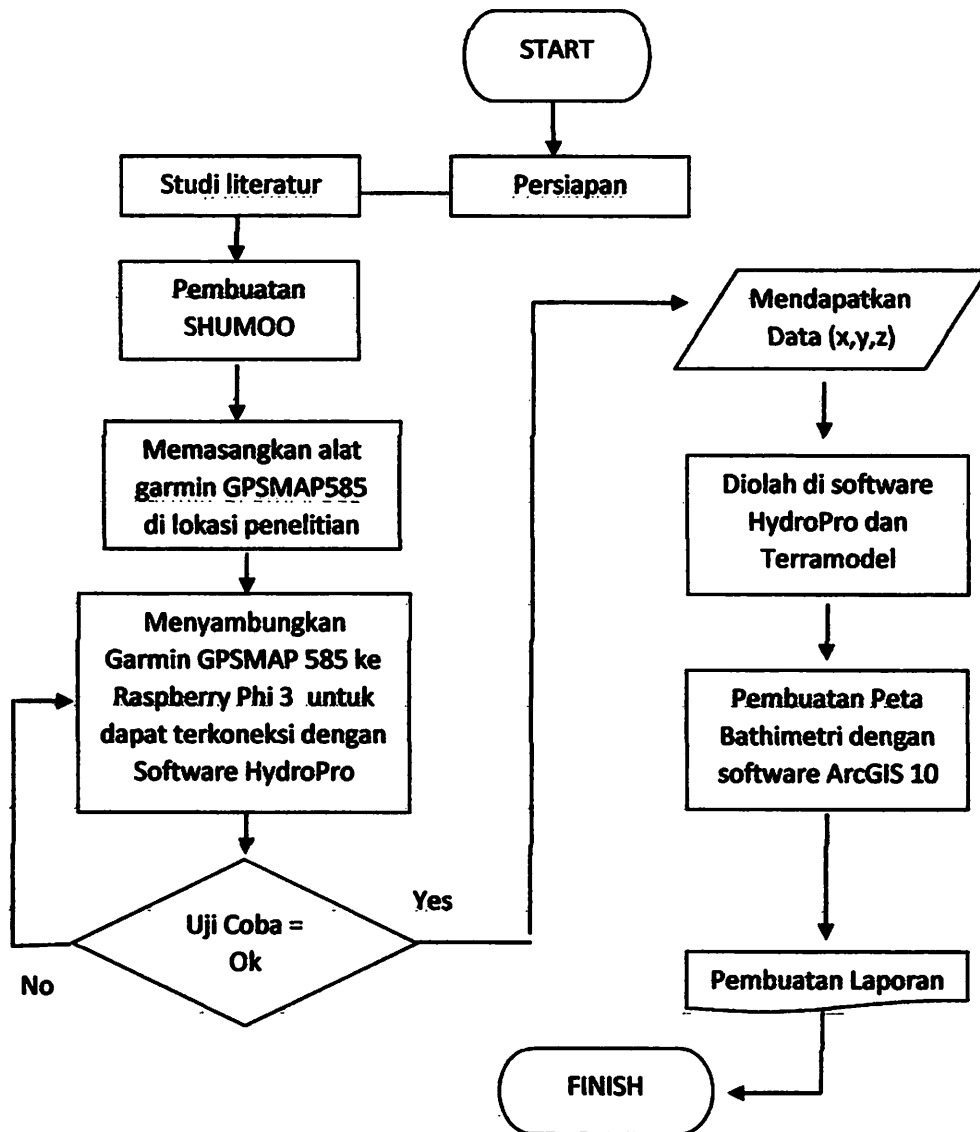 START
Persiapan
Studi literatur
Pembuatan
SHUMOO
Memasangkan alat
garmin GPSMAP585
di lokasi penelitian
Menyambungkan
Garmin GPSMAP 585 ke
Raspberry Phi 3 untuk
dapat terkoneksi dengan
Software HydroPro
Uji Coba =
Ok
Yes
No
Mendapatkan
Data (x,y,z)
Diolah di software
HydroPro dan
Terramodel
Pembuatan Peta
Bathimetri dengan
software ArcGIS 10
Pembuatan Laporan
FINISH